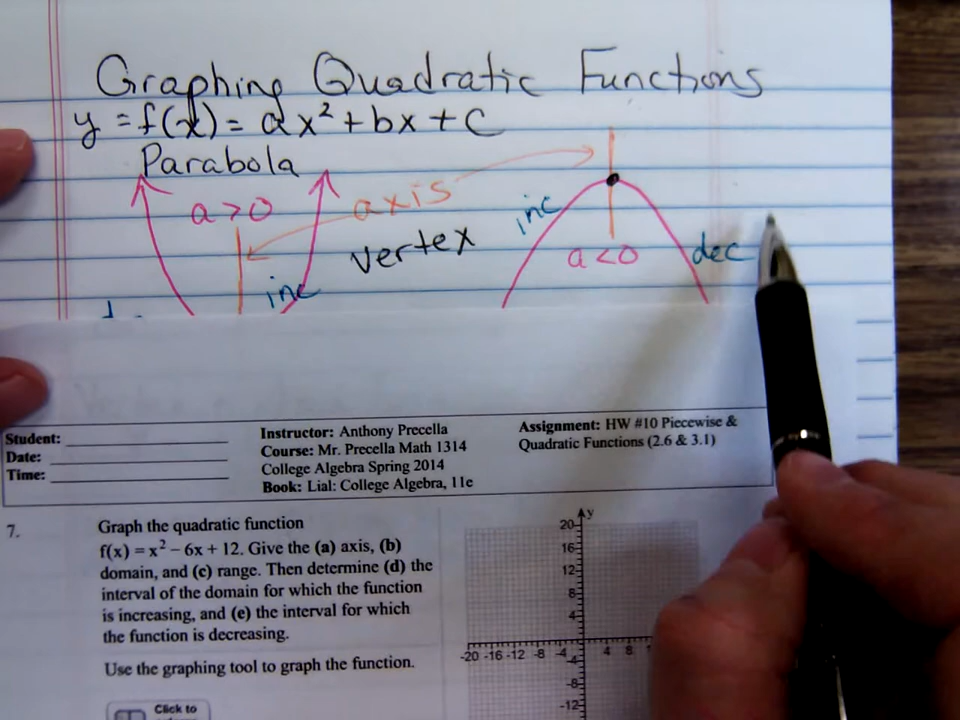 Graphing Quadratic Functions
y = f(x) = ax² + bx + c
Parabola
a > 0
axis
inc
vertex
inc
a < 0
dec
Student:
Date:
Time:
Instructor: Anthony Precella
Course: Mr. Precella Math 1314
College Algebra Spring 2014
Book: Lial: College Algebra, 11e
Assignment: HW #10 Piecewise &
Quadratic Functions (2.6 & 3.1)
7.
Graph the quadratic function
f(x) = x² − 6x + 12. Give the (a) axis, (b)
domain, and (c) range. Then determine (d) the
interval of the domain for which the function
is increasing, and (e) the interval for which
the function is decreasing.
Use the graphing tool to graph the function.
Click to
y
20
16
12
8
4
-20 -16 -12 -8 -4 4 8
-4
-8
-12